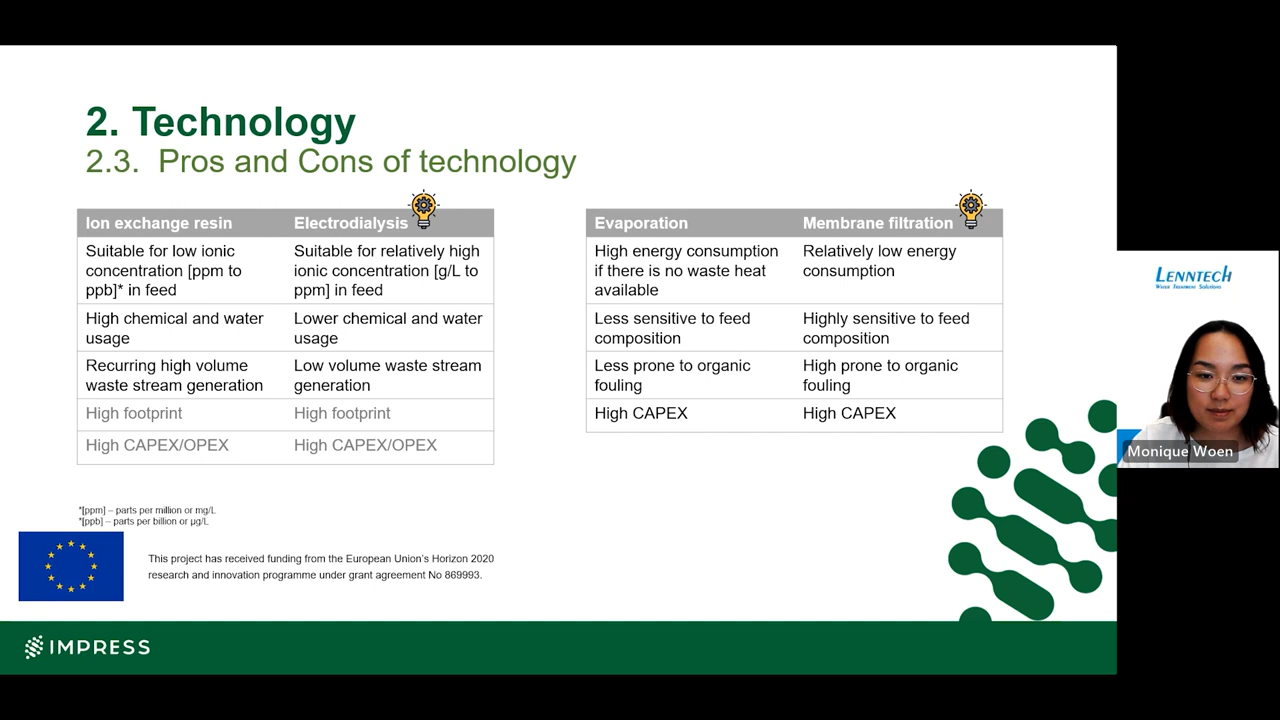 2. Technology
2.3. Pros and Cons of technology
Ion exchange resin
Electrodialysis
Suitable for low ionic
concentration [ppm to
ppb]* in feed
Suitable for relatively high
ionic concentration [g/L to
ppm] in feed
High chemical and water
usage
Lower chemical and water
usage
Recurring high volume
waste stream generation
Low volume waste stream
generation
High footprint
High footprint
High CAPEX/OPEX
High CAPEX/OPEX
Evaporation
Membrane filtration
High energy consumption
if there is no waste heat
available
Relatively low energy
consumption
Less sensitive to feed
composition
Highly sensitive to feed
composition
Less prone to organic
fouling
High prone to organic
fouling
High CAPEX
High CAPEX
*[ppm] – parts per million or mg/L
*[ppb] – parts per billion or µg/L
This project has received funding from the European Union's Horizon 2020
research and innovation programme under grant agreement No 869993.
IMPRESS
LENNTECH
WATER TREATMENT SOLUTIONS
Monique Woen